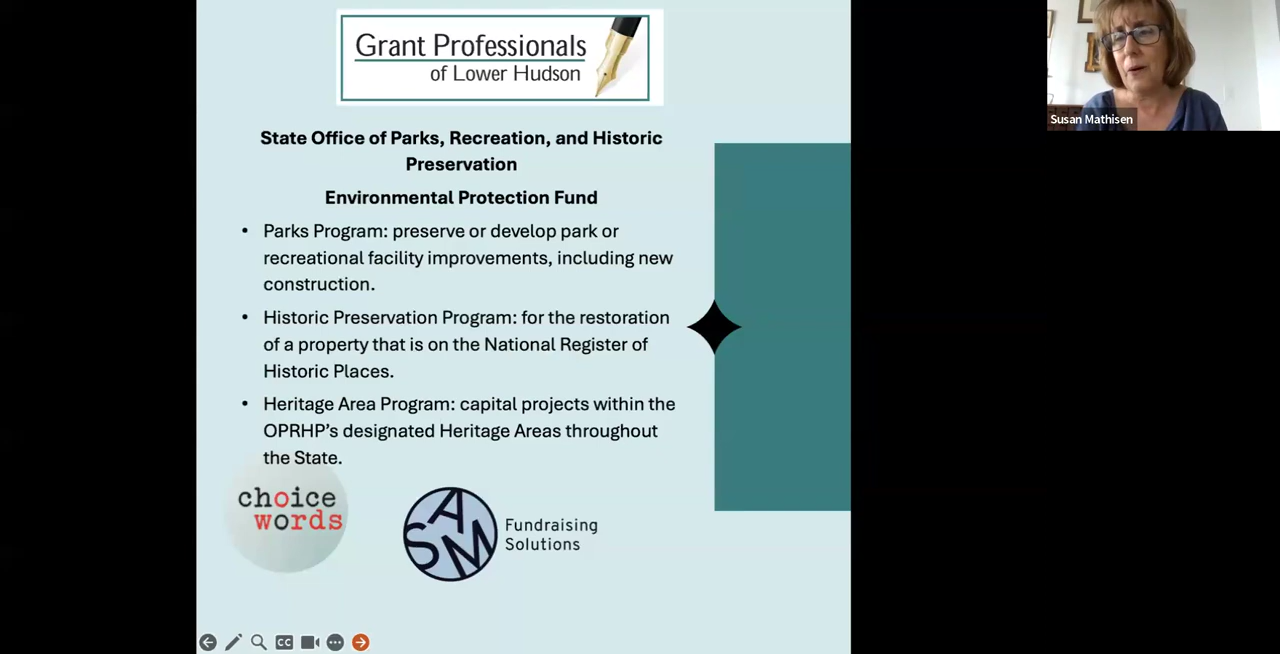 Grant Professionals
of Lower Hudson
Susan Mathisen
State Office of Parks, Recreation, and Historic
Preservation
Environmental Protection Fund
• Parks Program: preserve or develop park or
recreational facility improvements, including new
construction.
• Historic Preservation Program: for the restoration
of a property that is on the National Register of
Historic Places.
• Heritage Area Program: capital projects within the
OPRHP’s designated Heritage Areas throughout
the State.
choice
words
SAM
Fundraising
Solutions
CC